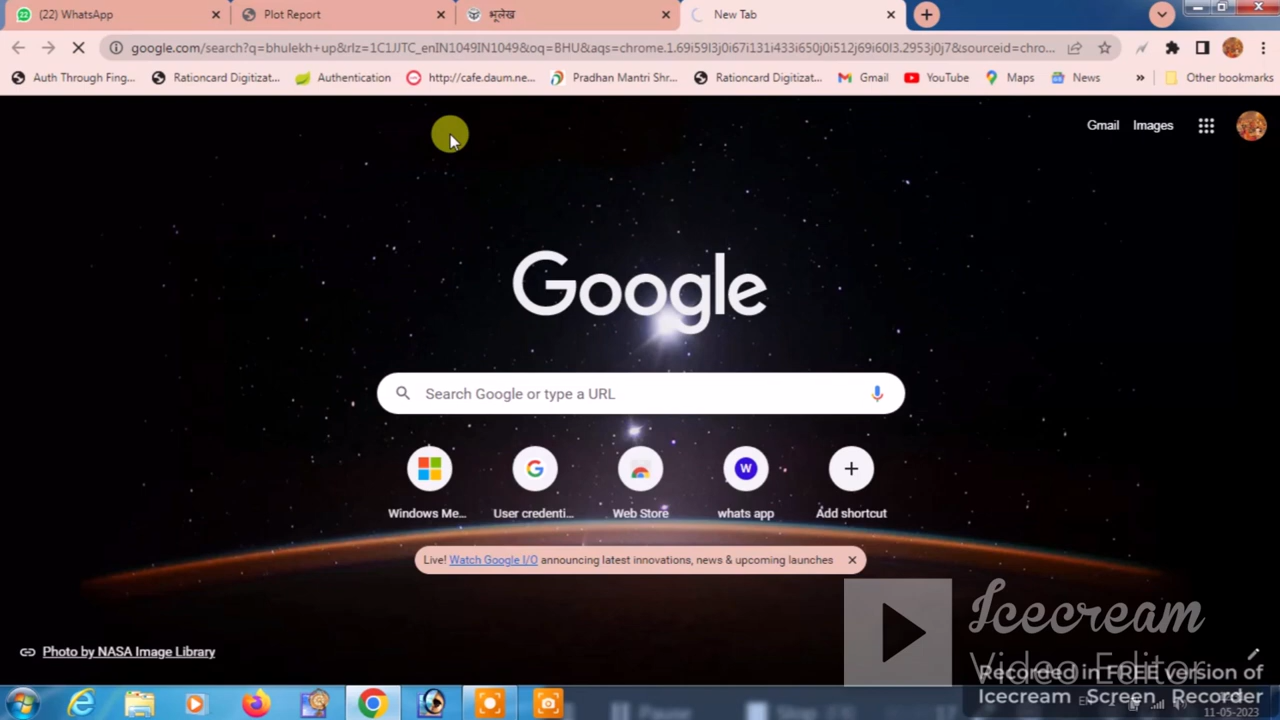 (22) WhatsApp
Plot Report
भूलेख
New Tab
google.com/search?q=bhulekh+up&rlz=1C1JJTC_enIN1049IN1049&oq=BHU&aqs=chrome.1.69i59l3j0i67i131i433i650j0i512j69i60l3.2953j0j7&sourceid=chro...
Auth Through Fing...
Rationcard Digitizat...
Authentication
http://cafe.daum.ne...
Pradhan Mantri Shr...
Rationcard Digitizat...
Gmail
YouTube
Maps
News
»
Other bookmarks
Gmail
Images
Google
Search Google or type a URL
Windows Me...
User credenti...
Web Store
W
whats app
Add shortcut
Live! Watch Google I/O announcing latest innovations, news & upcoming launches
Icecream
Video Editor
Photo by NASA Image Library
Recorded in FREE version of
Icecream Screen Recorder
Pause
Stop
EN
11-05-2023